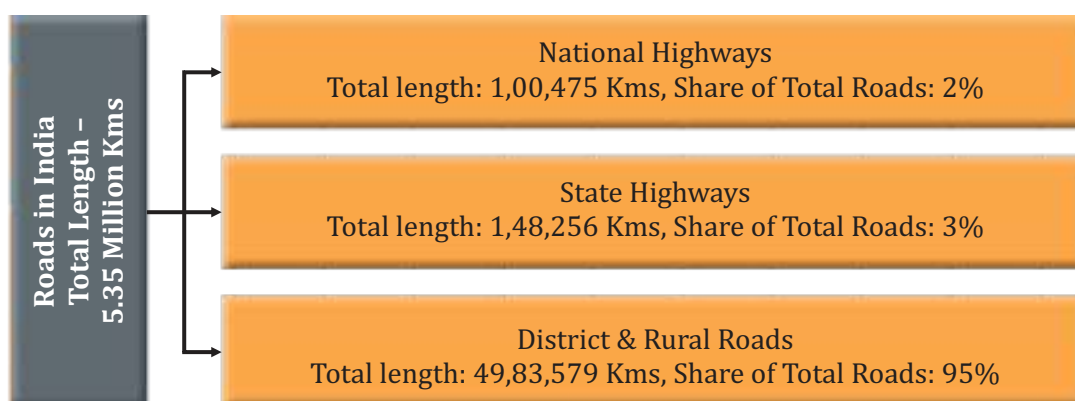 Roads in India
Total Length –
5.35 Million Kms
National Highways
Total length: 1,00,475 Kms, Share of Total Roads: 2%
State Highways
Total length: 1,48,256 Kms, Share of Total Roads: 3%
District & Rural Roads
Total length: 49,83,579 Kms, Share of Total Roads: 95%